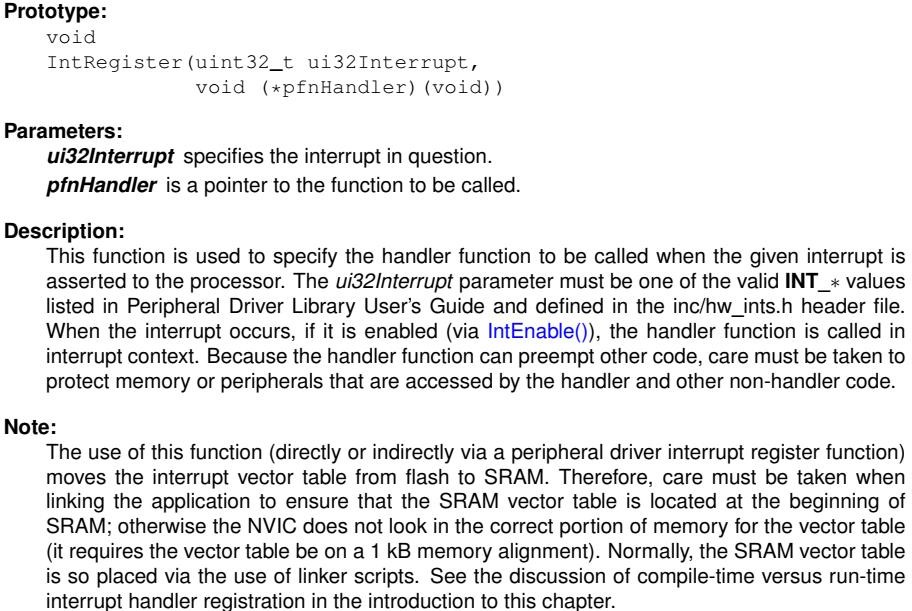 Prototype:
void
IntRegister(uint32_t ui32Interrupt,
void (*pfnHandler)(void))
Parameters:
ui32Interrupt specifies the interrupt in question.
pfnHandler is a pointer to the function to be called.
Description:
This function is used to specify the handler function to be called when the given interrupt is
asserted to the processor. The ui32Interrupt parameter must be one of the valid INT_∗ values
listed in Peripheral Driver Library User's Guide and defined in the inc/hw_ints.h header file.
When the interrupt occurs, if it is enabled (via IntEnable()), the handler function is called in
interrupt context. Because the handler function can preempt other code, care must be taken to
protect memory or peripherals that are accessed by the handler and other non-handler code.
Note:
The use of this function (directly or indirectly via a peripheral driver interrupt register function)
moves the interrupt vector table from flash to SRAM. Therefore, care must be taken when
linking the application to ensure that the SRAM vector table is located at the beginning of
SRAM; otherwise the NVIC does not look in the correct portion of memory for the vector table
(it requires the vector table be on a 1 kB memory alignment). Normally, the SRAM vector table
is so placed via the use of linker scripts. See the discussion of compile-time versus run-time
interrupt handler registration in the introduction to this chapter.